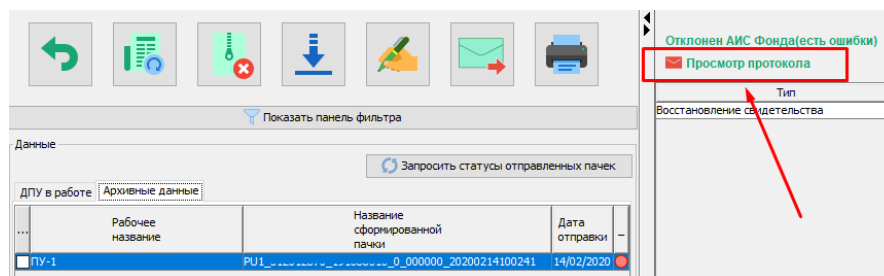 Отклонен АИС Фонда(есть ошибки)
Просмотр протокола
Тип
Восстановление свидетельства
Показать панель фильтра
Данные
Запросить статусы отправленных пачек
ДПУ в работе
Архивные данные
...
Рабочее
название
Название
сформированной
пачки
Дата
отправки
–
ПУ-1
14/02/2020